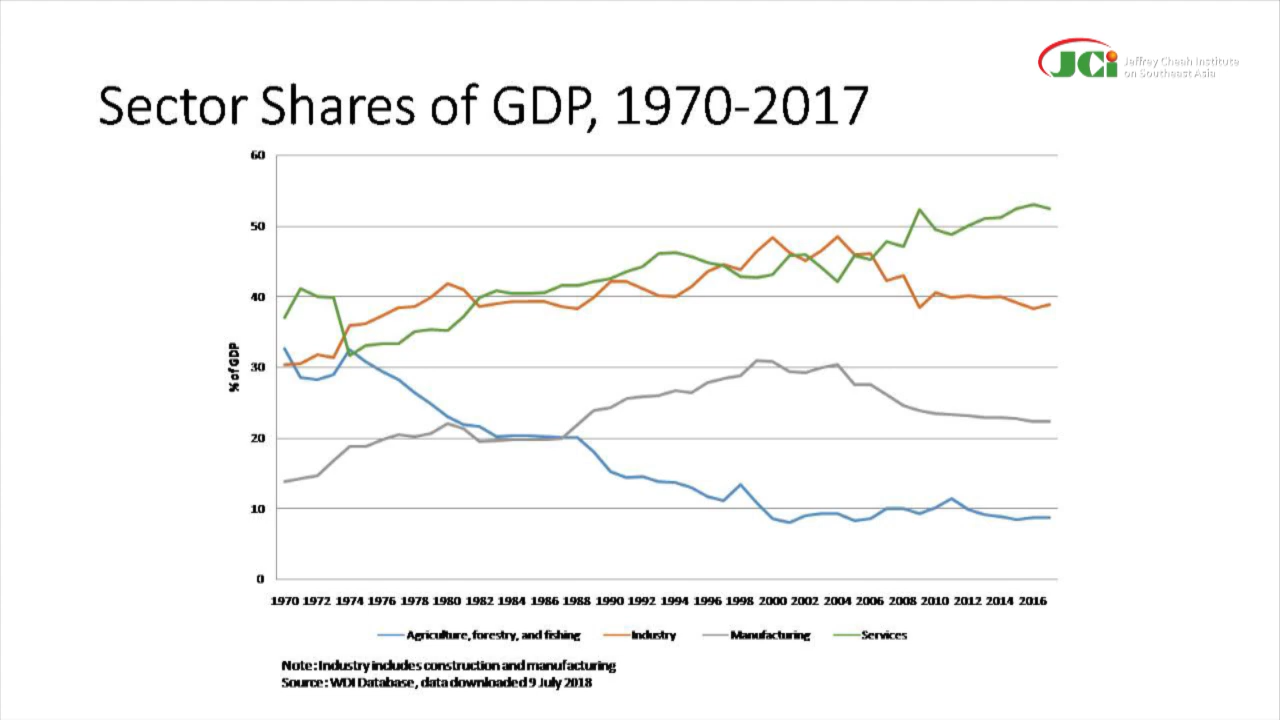 JCi Jeffrey Cheah Institute
on Southeast Asia
Sector Shares of GDP, 1970-2017
60
50
40
30
20
10
0
% of GDP
1970 1972 1974 1976 1978 1980 1982 1984 1986 1988 1990 1992 1994 1996 1998 2000 2002 2004 2006 2008 2010 2012 2014 2016
Agriculture, forestry, and fishing Industry Manufacturing Services
Note: Industry includes construction and manufacturing
Source: WDI Database, data downloaded 9 July 2018